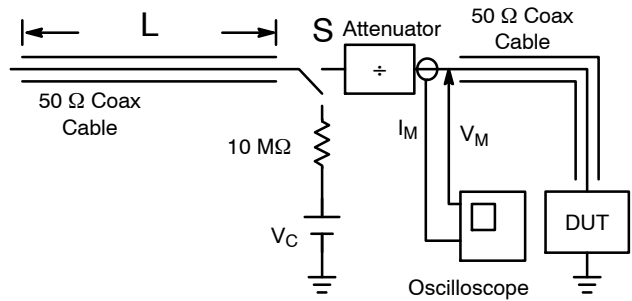 L
S
Attenuator
÷
50 Ω Coax
Cable
50 Ω Coax
Cable
I_M
V_M
10 MΩ
V_C
DUT
Oscilloscope